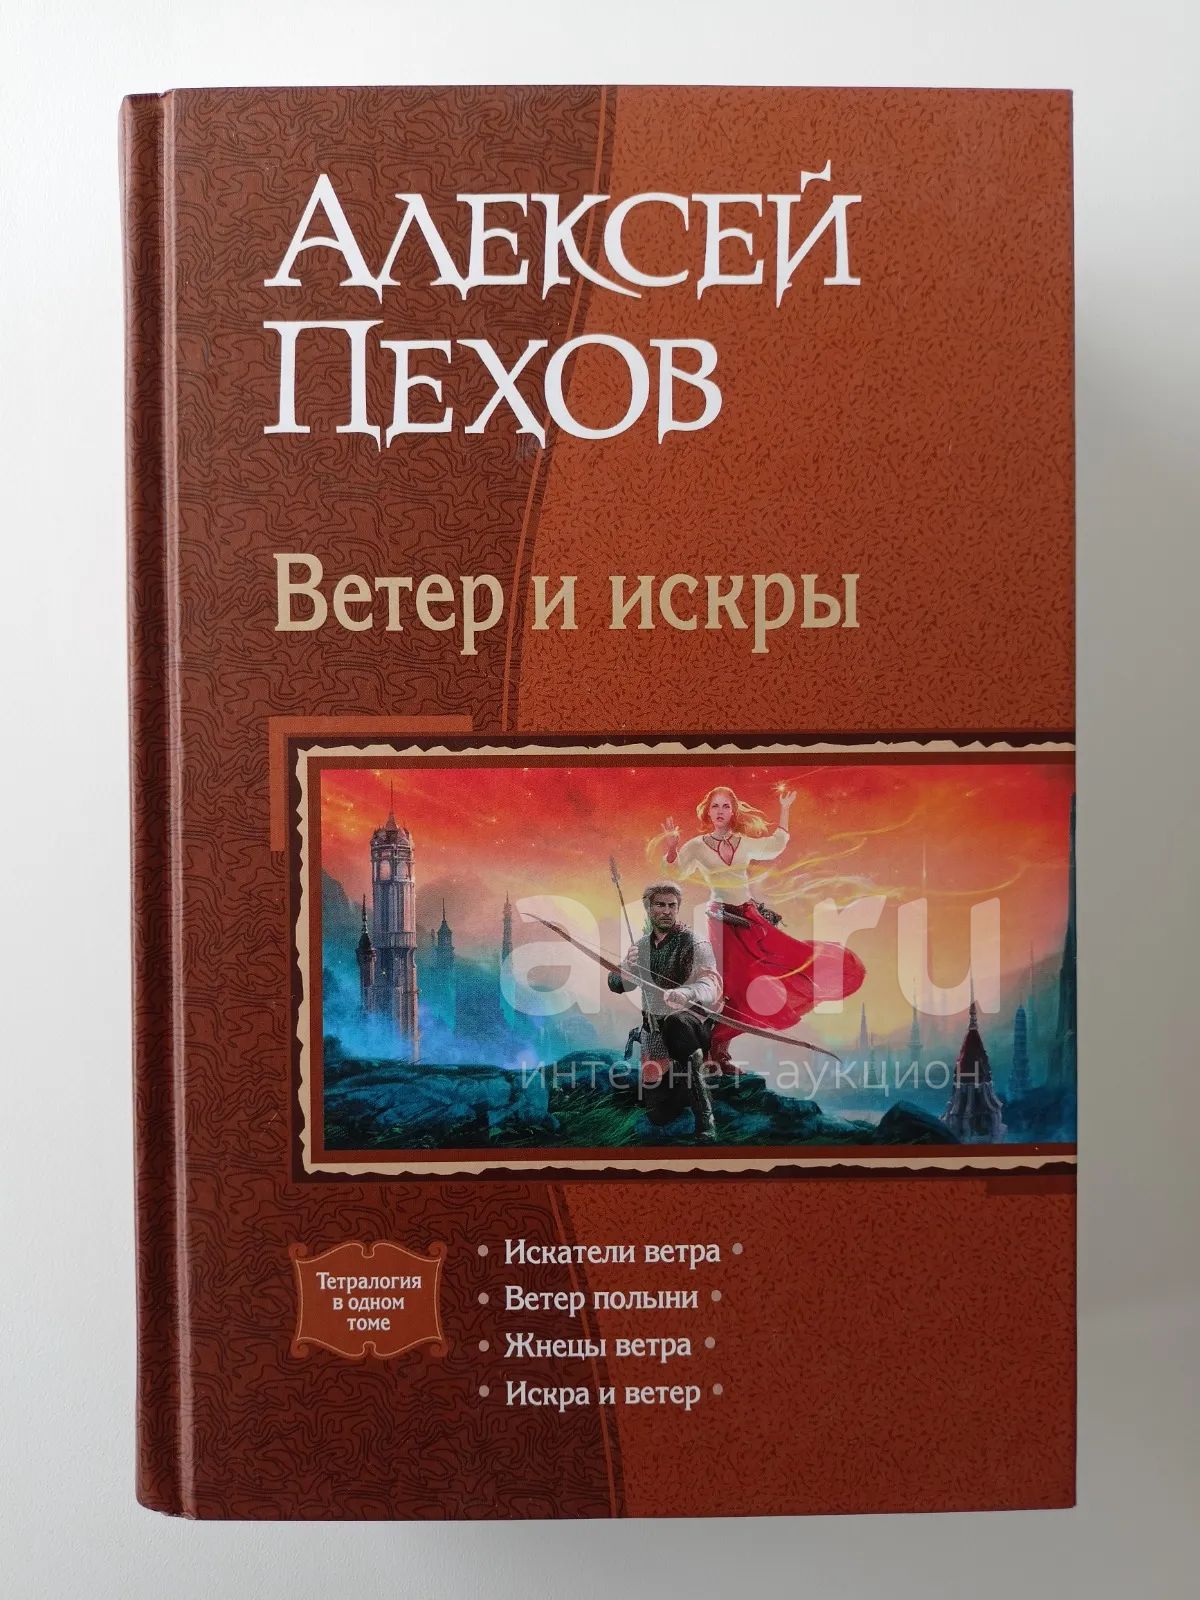 Алексей
Пехов
Ветер и искры
au.ru
интернет-аукцион
Тетралогия
в одном
томе
• Искатели ветра •
• Ветер полыни •
• Жнецы ветра •
• Искра и ветер •